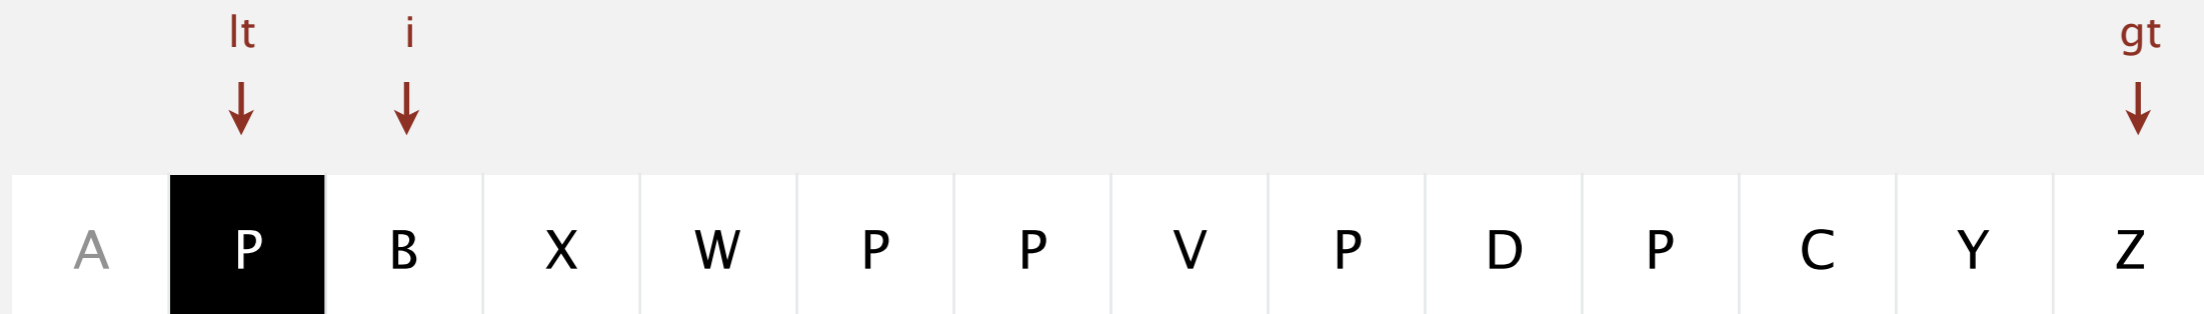 lt i gt
A P B X W P P V P D P C Y Z